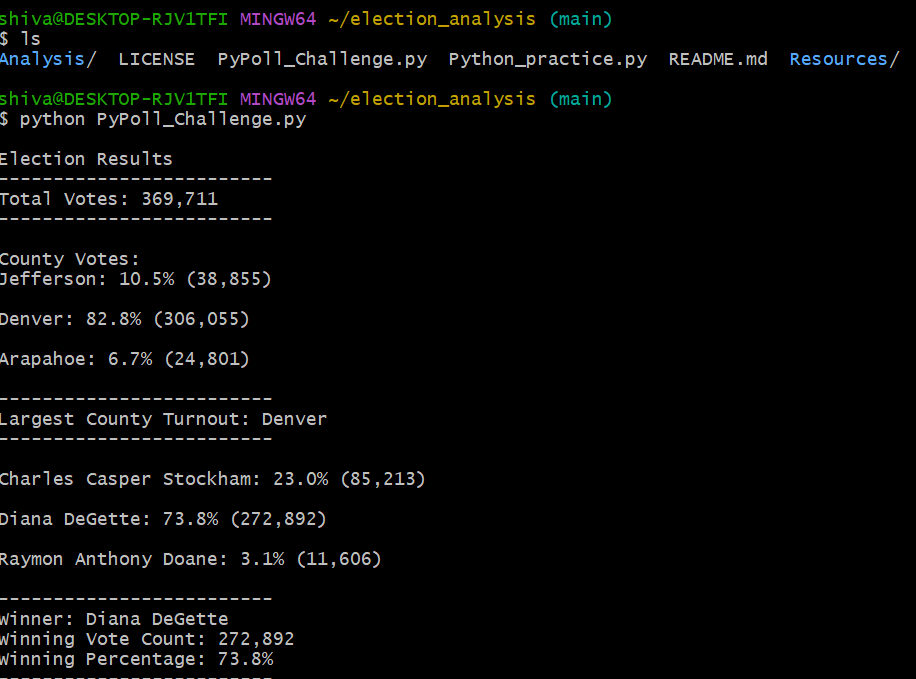 shiva@DESKTOP-RJV1TFI MINGW64 ~/election_analysis (main)
$ ls
Analysis/  LICENSE  PyPoll_Challenge.py  Python_practice.py  README.md  Resources/
shiva@DESKTOP-RJV1TFI MINGW64 ~/election_analysis (main)
$ python PyPoll_Challenge.py
Election Results
-------------------------
Total Votes: 369,711
-------------------------
County Votes:
Jefferson: 10.5% (38,855)
Denver: 82.8% (306,055)
Arapahoe: 6.7% (24,801)
-------------------------
Largest County Turnout: Denver
-------------------------
Charles Casper Stockham: 23.0% (85,213)
Diana DeGette: 73.8% (272,892)
Raymon Anthony Doane: 3.1% (11,606)
-------------------------
Winner: Diana DeGette
Winning Vote Count: 272,892
Winning Percentage: 73.8%
-------------------------